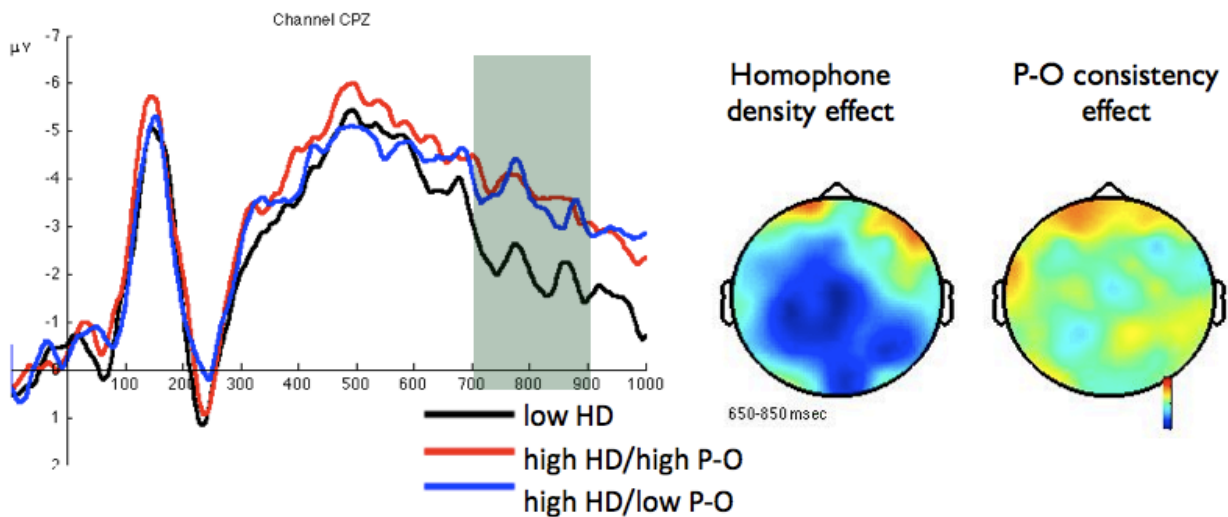 Channel CPZ
μV
-7
-6
-5
-4
-3
-2
-1
1
2
100 200 300 400 500 600 700 800 900 1000
low HD
high HD/high P-O
high HD/low P-O
Homophone
density effect
P-O consistency
effect
650-850 msec